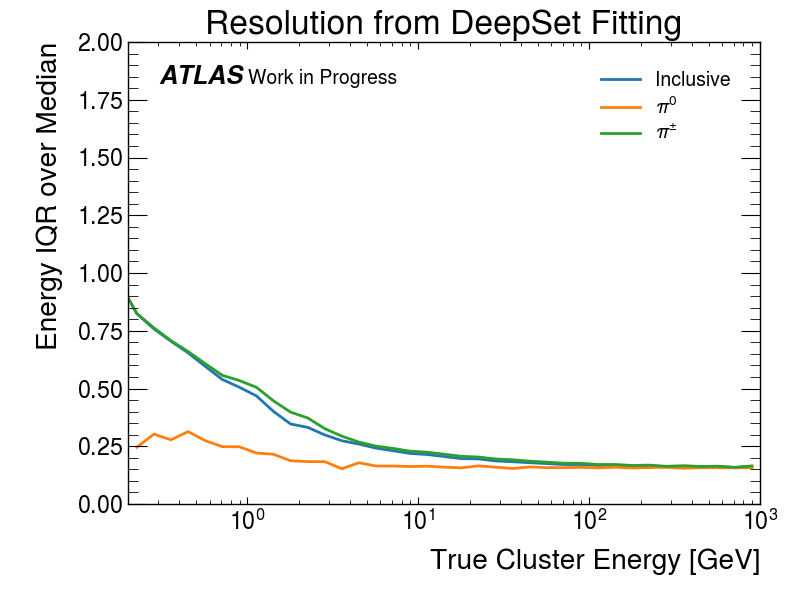 Resolution from DeepSet Fitting
Energy IQR over Median
2.00
1.75
1.50
1.25
1.00
0.75
0.50
0.25
0.00
ATLAS Work in Progress
Inclusive
π⁰
π±
10⁰
10¹
10²
10³
True Cluster Energy [GeV]